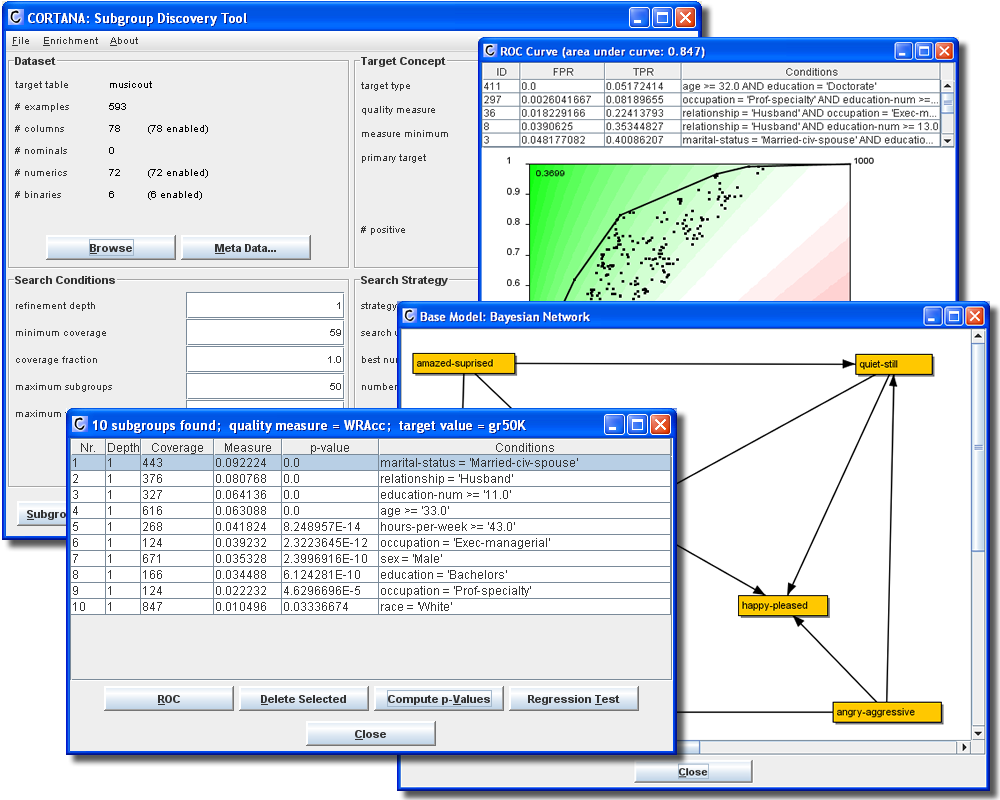 CORTANA: Subgroup Discovery Tool
File Enrichment About
Dataset
target table musicout
# examples 593
# columns 78 (78 enabled)
# nominals 0
# numerics 72 (72 enabled)
# binaries 6 (6 enabled)
Browse Meta Data...
Target Concept
target type
quality measure
measure minimum
primary target
# positive
Search Conditions
refinement depth 1
minimum coverage 59
coverage fraction 1.0
maximum subgroups 50
maximum
Search Strategy
strategy
search
best
number
ROC Curve (area under curve: 0.847)
ID FPR TPR Conditions
411 0.0 0.05172414 age >= 32.0 AND education = 'Doctorate'
297 0.0026041667 0.08189655 occupation = 'Prof-specialty' AND education-num >=...
36 0.018229166 0.22413793 relationship = 'Husband' AND occupation = 'Exec-m...
8 0.0390625 0.35344827 relationship = 'Husband' AND education-num >= 13.0
3 0.048177082 0.40086207 marital-status = 'Married-civ-spouse' AND educatio...
1 0.3699 1000
0.9
0.8
0.7
0.6
Base Model: Bayesian Network
amazed-suprised
quiet-still
happy-pleased
angry-aggressive
Close
10 subgroups found; quality measure = WRAcc; target value = gr50K
Nr. Depth Coverage Measure p-value Conditions
1 1 443 0.092224 0.0 marital-status = 'Married-civ-spouse'
2 1 376 0.080768 0.0 relationship = 'Husband'
3 1 327 0.064136 0.0 education-num >= '11.0'
4 1 616 0.063088 0.0 age >= '33.0'
5 1 268 0.041824 8.248957E-14 hours-per-week >= '43.0'
6 1 124 0.039232 2.3223645E-12 occupation = 'Exec-managerial'
7 1 671 0.035328 2.3996916E-10 sex = 'Male'
8 1 166 0.034488 6.124281E-10 education = 'Bachelors'
9 1 124 0.022232 4.6296696E-5 occupation = 'Prof-specialty'
10 1 847 0.010496 0.03336674 race = 'White'
ROC Delete Selected Compute p-Values Regression Test
Close